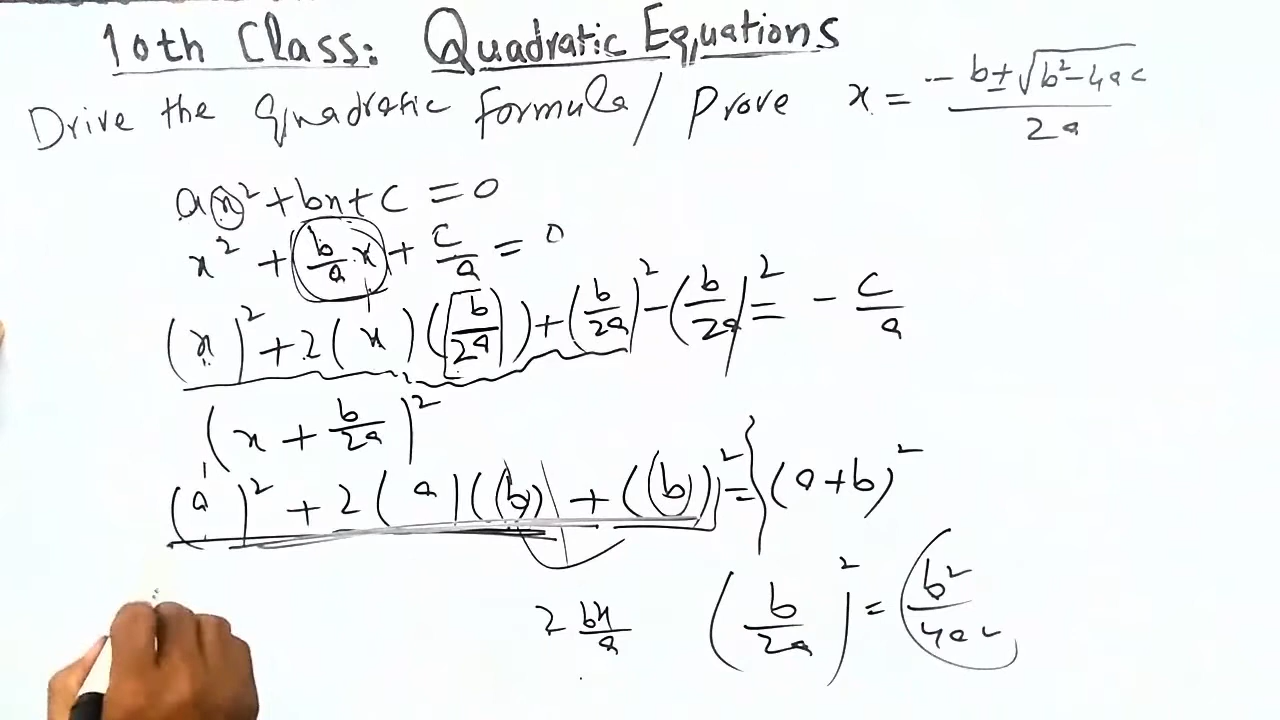 10th Class: Quadratic Equations
Drive the quadratic formula / Prove x = -b±√b²-4ac / 2a
ax²+bx+c = 0
x² + b/a x + c/a = 0
(x)² + 2(x)(b/2a) + (b/2a)² - (b/2a)² = - c/a
(x + b/2a)²
(a)² + 2(a)((b) + ((b))² = (a+b)²
2 bx/a (b/2a)² = b²/4a²